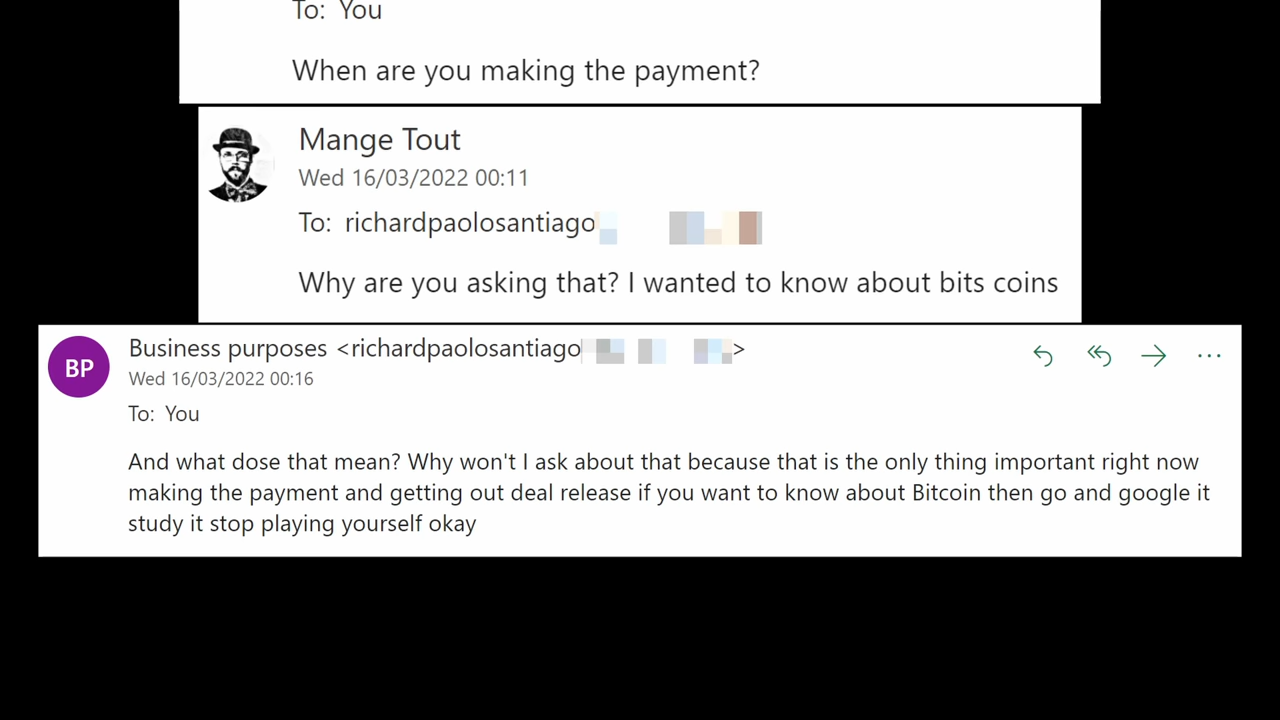 To: You
When are you making the payment?
Mange Tout
Wed 16/03/2022 00:11
To: richardpaolosantiago
Why are you asking that? I wanted to know about bits coins
BP
Business purposes <richardpaolosantiago >
Wed 16/03/2022 00:16
To: You
And what dose that mean? Why won't I ask about that because that is the only thing important right now
making the payment and getting out deal release if you want to know about Bitcoin then go and google it
study it stop playing yourself okay